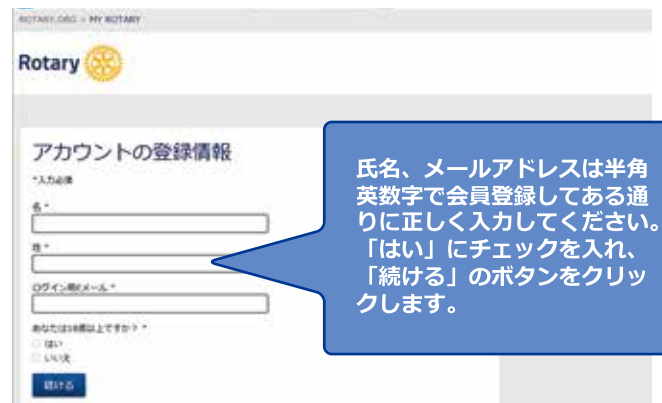 ROTARY.ORG > MY ROTARY
Rotary
アカウントの登録情報
*入力必須
名 *
姓 *
ログイン用Eメール *
あなたは18歳以上ですか？ *
はい
いいえ
続ける
氏名、メールアドレスは半角
英数字で会員登録してある通
りに正しく入力してください。
「はい」にチェックを入れ、
「続ける」のボタンをクリッ
クします。